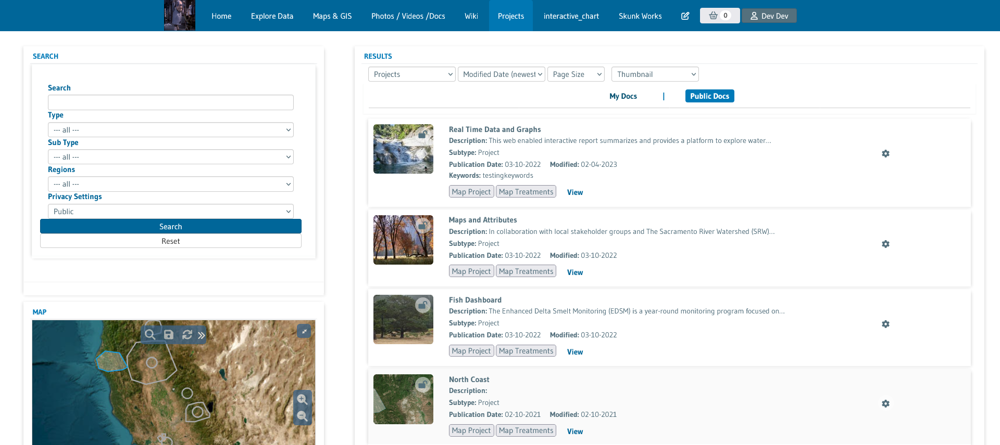 Home Explore Data Maps & GIS Photos / Videos /Docs Wiki Projects interactive_chart Skunk Works 0 Dev Dev
SEARCH
Search
Type
--- all ---
Sub Type
--- all ---
Regions
--- all ---
Privacy Settings
Public
Search
Reset
MAP
RESULTS
Projects Modified Date (newest Page Size Thumbnail
My Docs | Public Docs
Real Time Data and Graphs
Description: This web enabled interactive report summarizes and provides a platform to explore water...
Subtype: Project
Publication Date: 03-10-2022 Modified: 02-04-2023
Keywords: testingkeywords
Map Project Map Treatments View
Maps and Attributes
Description: In collaboration with local stakeholder groups and The Sacramento River Watershed (SRW)...
Subtype: Project
Publication Date: 03-10-2022 Modified: 03-10-2022
Map Project Map Treatments View
Fish Dashboard
Description: The Enhanced Delta Smelt Monitoring (EDSM) is a year-round monitoring program focused on...
Subtype: Project
Publication Date: 03-10-2022 Modified: 03-10-2022
Map Project Map Treatments View
North Coast
Description:
Subtype: Project
Publication Date: 02-10-2021 Modified: 02-10-2021
Map Project Map Treatments View